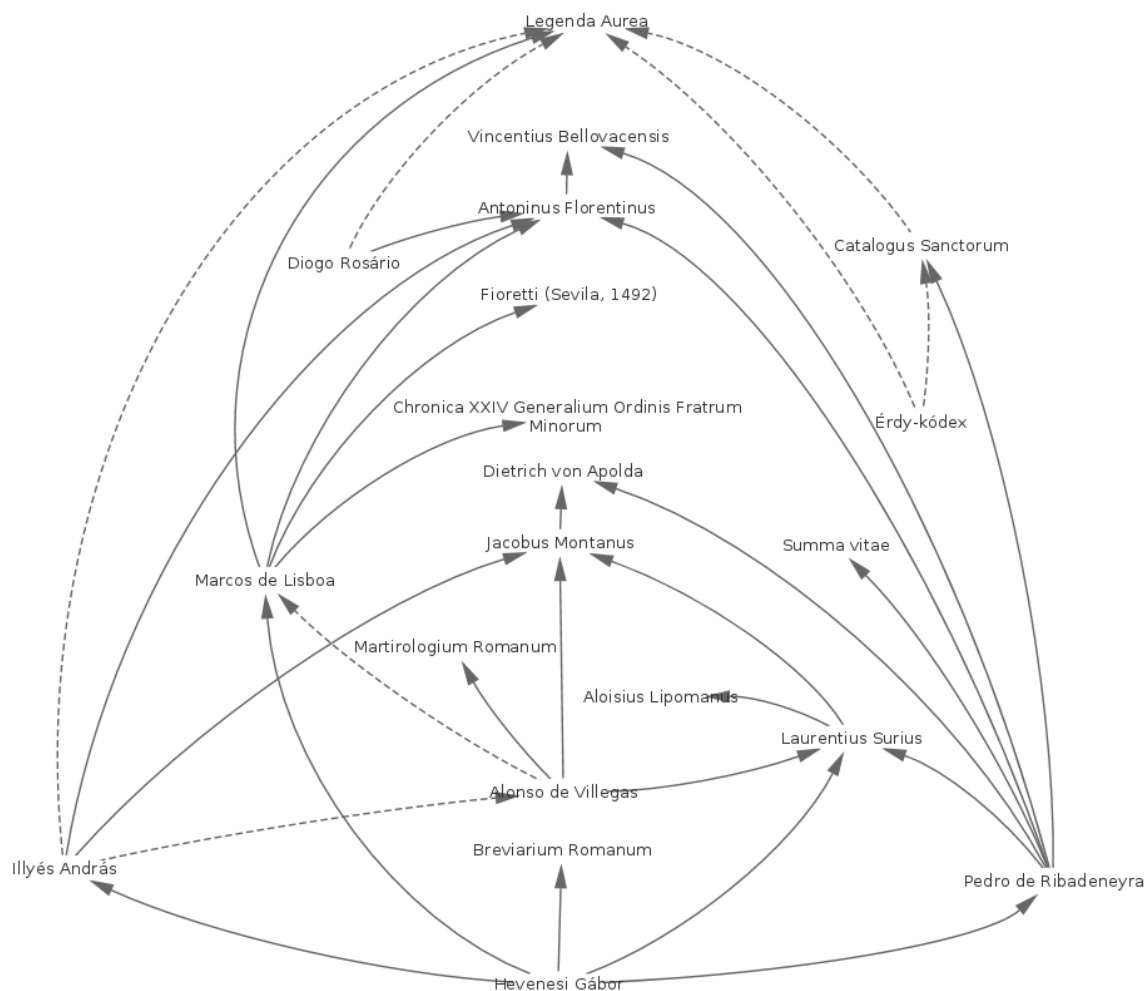 Legenda Aurea
Vincentius Bellovacensis
Antoninus Florentinus
Catalogus Sanctorum
Diogo Rosário
Fioretti (Sevila, 1492)
Chronica XXIV Generalium Ordinis Fratrum
Minorum
Érdy-kódex
Dietrich von Apolda
Jacobus Montanus
Summa vitae
Marcos de Lisboa
Martirologium Romanum
Aloisius Lipomanus
Laurentius Surius
Alonso de Villegas
Breviarium Romanum
Illyés András
Pedro de Ribadeneyra
Hevenesi Gábor